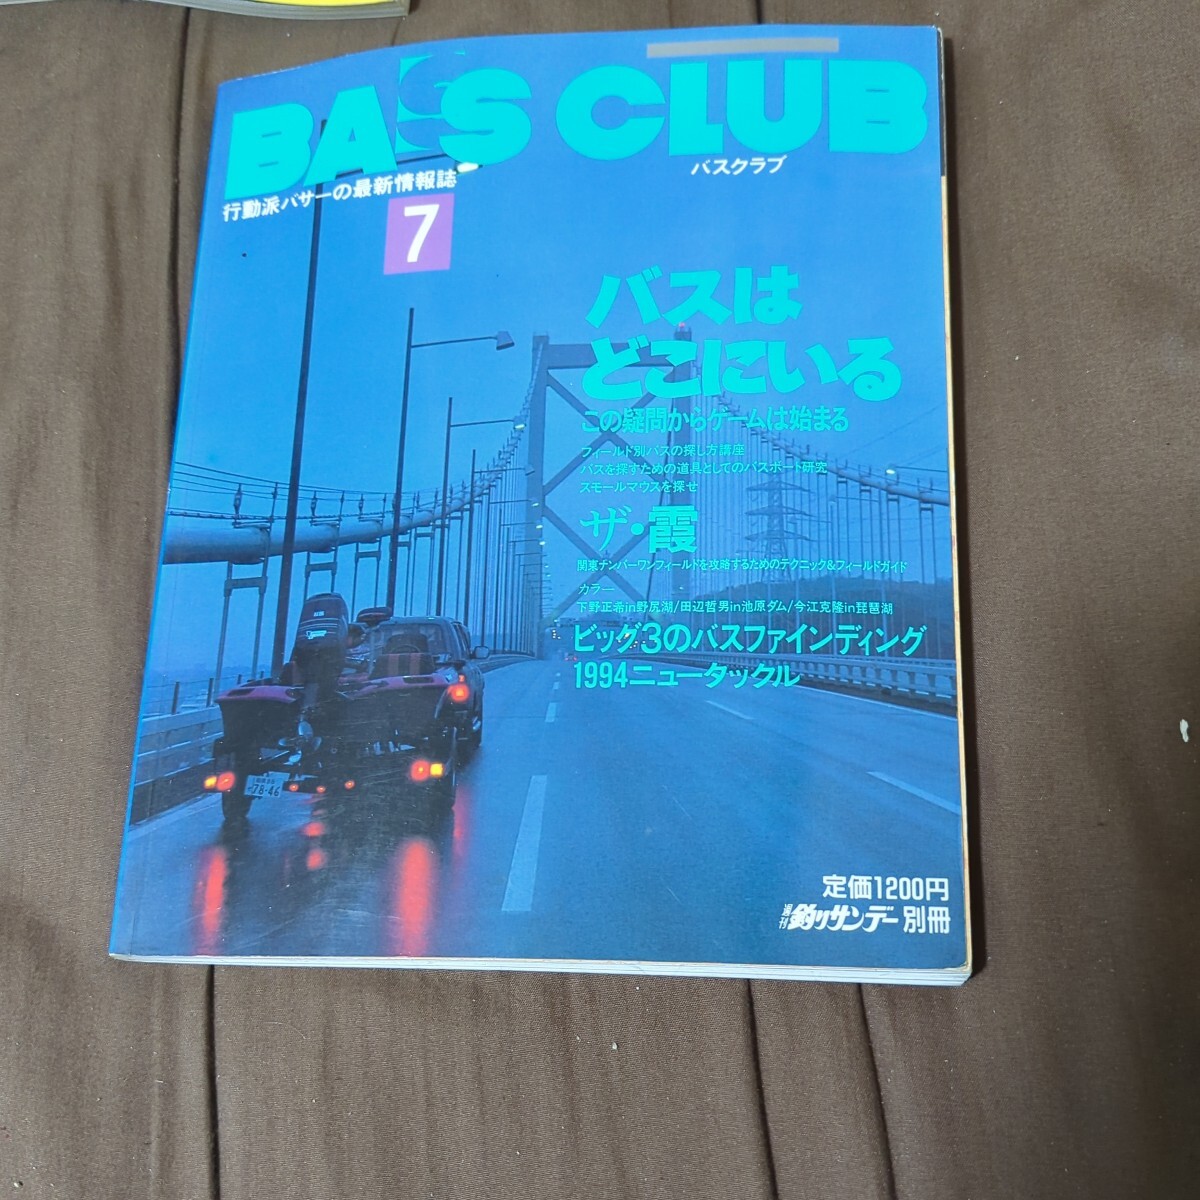 BASS CLUB
バスクラブ
行動派バサーの最新情報誌
7
バスは
どこにいる
この疑問からゲームは始まる
フィールド別バスの探し方講座
バスを探すための道具としてのバスボート研究
スモールマウスを探せ
ザ・霞
関東ナンバーワンフィールドを攻略するためのテクニック&フィールドガイド
カラー
下野正希in野尻湖/田辺哲男in池原ダム/今江克隆in琵琶湖
ビッグ3のバスファインディング
1994ニュータックル
78-46
定価1200円
週刊釣りサンデー別冊